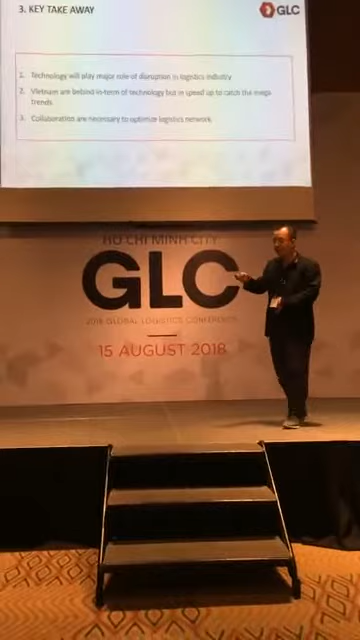 3. KEY TAKE AWAY
GLC
1. Technology will play major role of disruption in logistics industry
2. Vietnam are behind in term of technology but in speed up to catch the mega
trends.
3. Collaboration are necessary to optimize logistics network.
HO CHI MINH CITY
GLC
2018 GLOBAL LOGISTICS CONFERENCE
15 AUGUST 2018